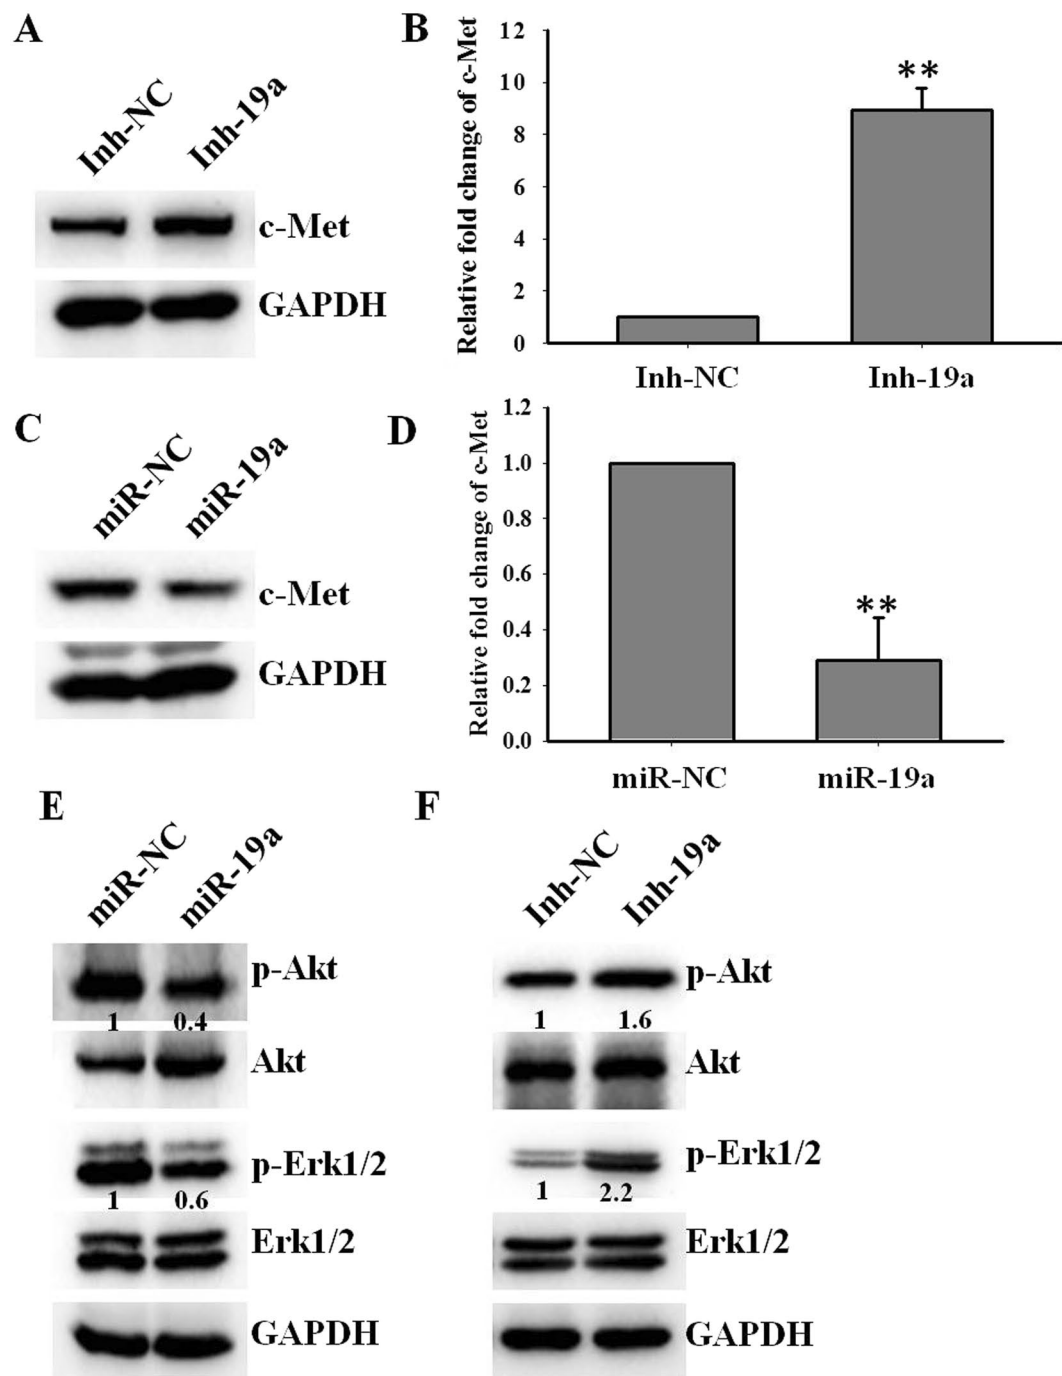 A
Inh-NC
Inh-19a
c-Met
GAPDH
B
Relative fold change of c-Met
12
10
8
6
4
2
0
**
Inh-NC
Inh-19a
C
miR-NC
miR-19a
c-Met
GAPDH
D
Relative fold change of c-Met
1.2
1.0
0.8
0.6
0.4
0.2
0.0
**
miR-NC
miR-19a
E
miR-NC
miR-19a
p-Akt
1 0.4
Akt
p-Erk1/2
1 0.6
Erk1/2
GAPDH
F
Inh-NC
Inh-19a
p-Akt
1 1.6
Akt
p-Erk1/2
1 2.2
Erk1/2
GAPDH